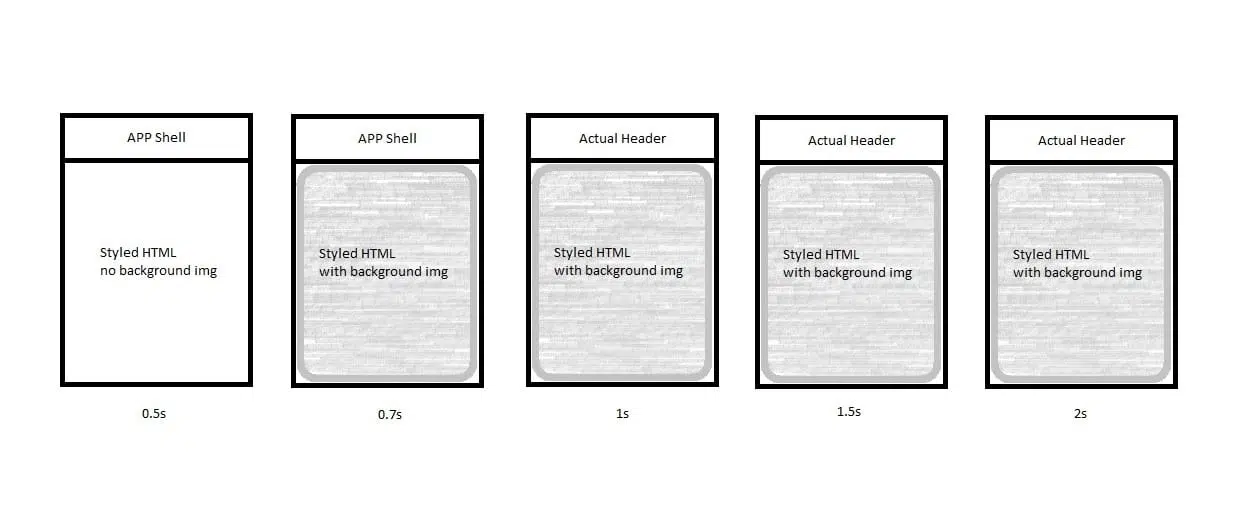 APP Shell
Styled HTML
no background img
0.5s
APP Shell
Styled HTML
with background img
0.7s
Actual Header
Styled HTML
with background img
1s
Actual Header
Styled HTML
with background img
1.5s
Actual Header
Styled HTML
with background img
2s